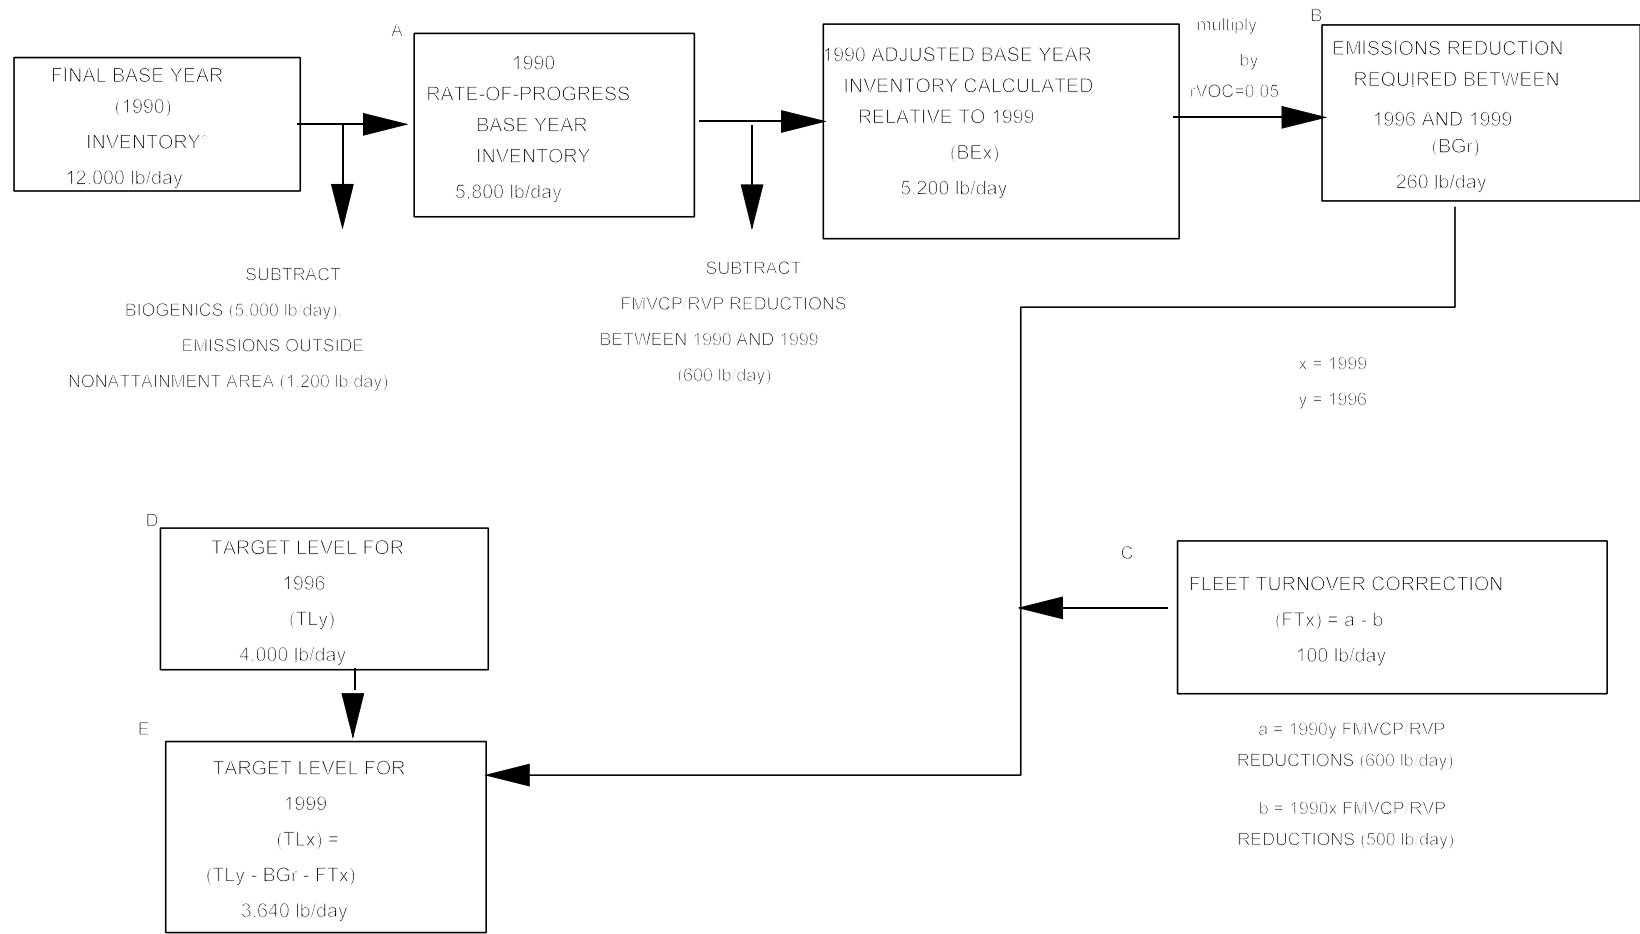 A
FINAL BASE YEAR
(1990)
INVENTORY*
12.000 lb/day
1990
RATE-OF-PROGRESS
BASE YEAR
INVENTORY
5.800 lb/day
1990 ADJUSTED BASE YEAR
INVENTORY CALCULATED
RELATIVE TO 1999
(BEx)
5.200 lb/day
multiply
by
rVOC=0.05
B
EMISSIONS REDUCTION
REQUIRED BETWEEN
1996 AND 1999
(BGr)
260 lb/day
SUBTRACT
BIOGENICS (5.000 lb/day).
EMISSIONS OUTSIDE
NONATTAINMENT AREA (1.200 lb/day)
SUBTRACT
FMVCP/RVP REDUCTIONS
BETWEEN 1990 AND 1999
(600 lb/day)
x = 1999
y = 1996
D
TARGET LEVEL FOR
1996
(TLy)
4.000 lb/day
C
FLEET TURNOVER CORRECTION
(FTx) = a - b
100 lb/day
a = 1990y FMVCP/RVP
REDUCTIONS (600 lb/day)
b = 1990x FMVCP/RVP
REDUCTIONS (500 lb/day)
E
TARGET LEVEL FOR
1999
(TLx) =
(TLy - BGr - FTx)
3.640 lb/day